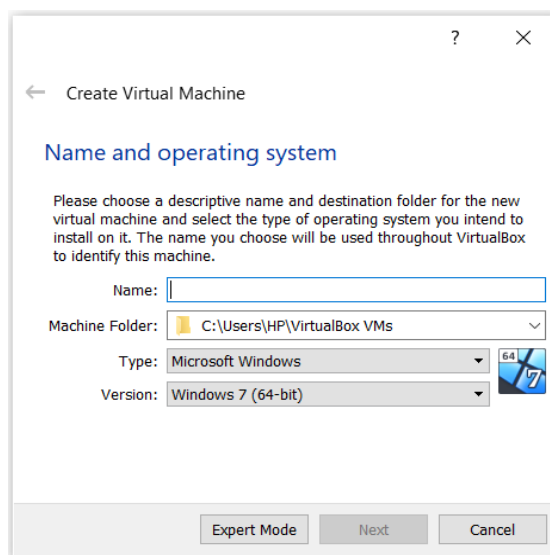 ?
Create Virtual Machine
Name and operating system
Please choose a descriptive name and destination folder for the new
virtual machine and select the type of operating system you intend to
install on it. The name you choose will be used throughout VirtualBox
to identify this machine.
Name:
Machine Folder: C:\Users\HP\VirtualBox VMs
Type: Microsoft Windows
64
7
Version: Windows 7 (64-bit)
Expert Mode Next Cancel